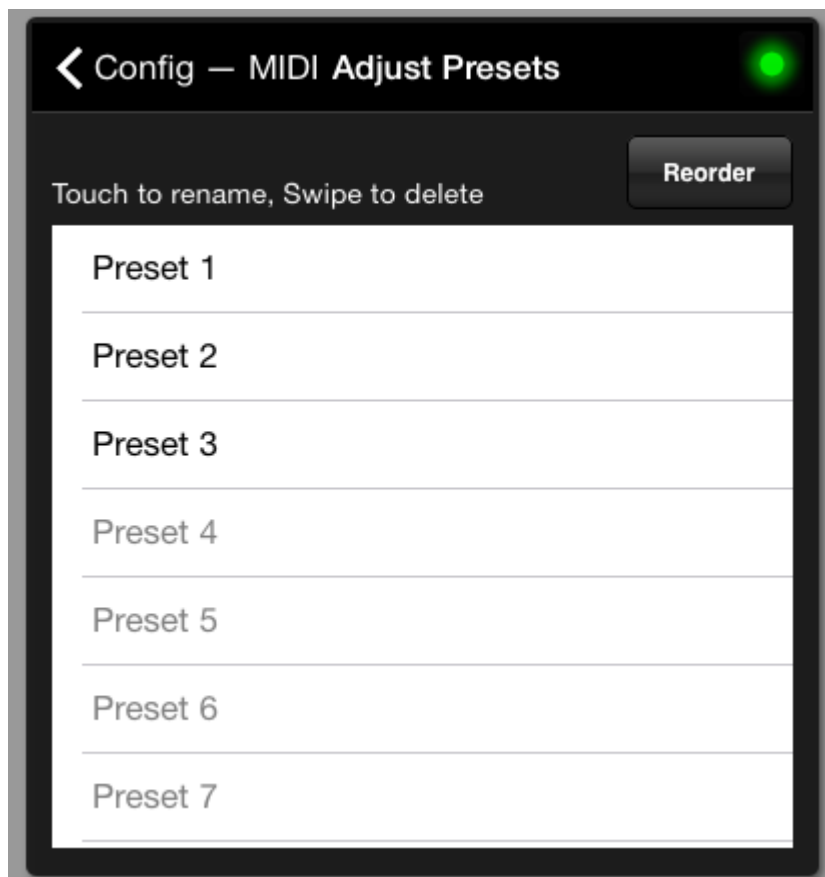 Config — MIDI Adjust Presets
Reorder
Touch to rename, Swipe to delete
Preset 1
Preset 2
Preset 3
Preset 4
Preset 5
Preset 6
Preset 7